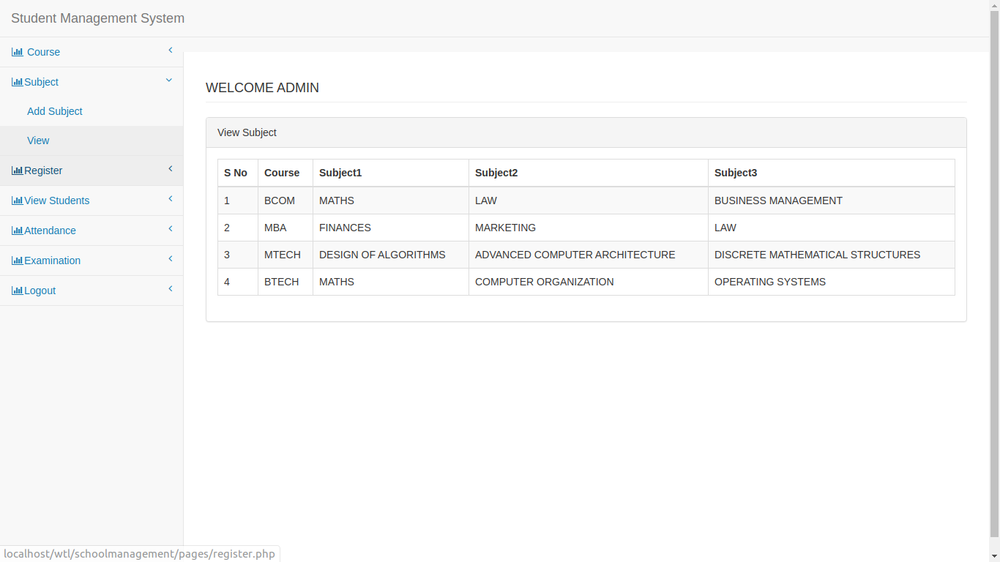 Student Management System
Course
Subject
Add Subject
View
Register
View Students
Attendance
Examination
Logout
WELCOME ADMIN
View Subject
S No Course Subject1 Subject2 Subject3
1 BCOM MATHS LAW BUSINESS MANAGEMENT
2 MBA FINANCES MARKETING LAW
3 MTECH DESIGN OF ALGORITHMS ADVANCED COMPUTER ARCHITECTURE DISCRETE MATHEMATICAL STRUCTURES
4 BTECH MATHS COMPUTER ORGANIZATION OPERATING SYSTEMS
localhost/wtl/schoolmanagement/pages/register.php